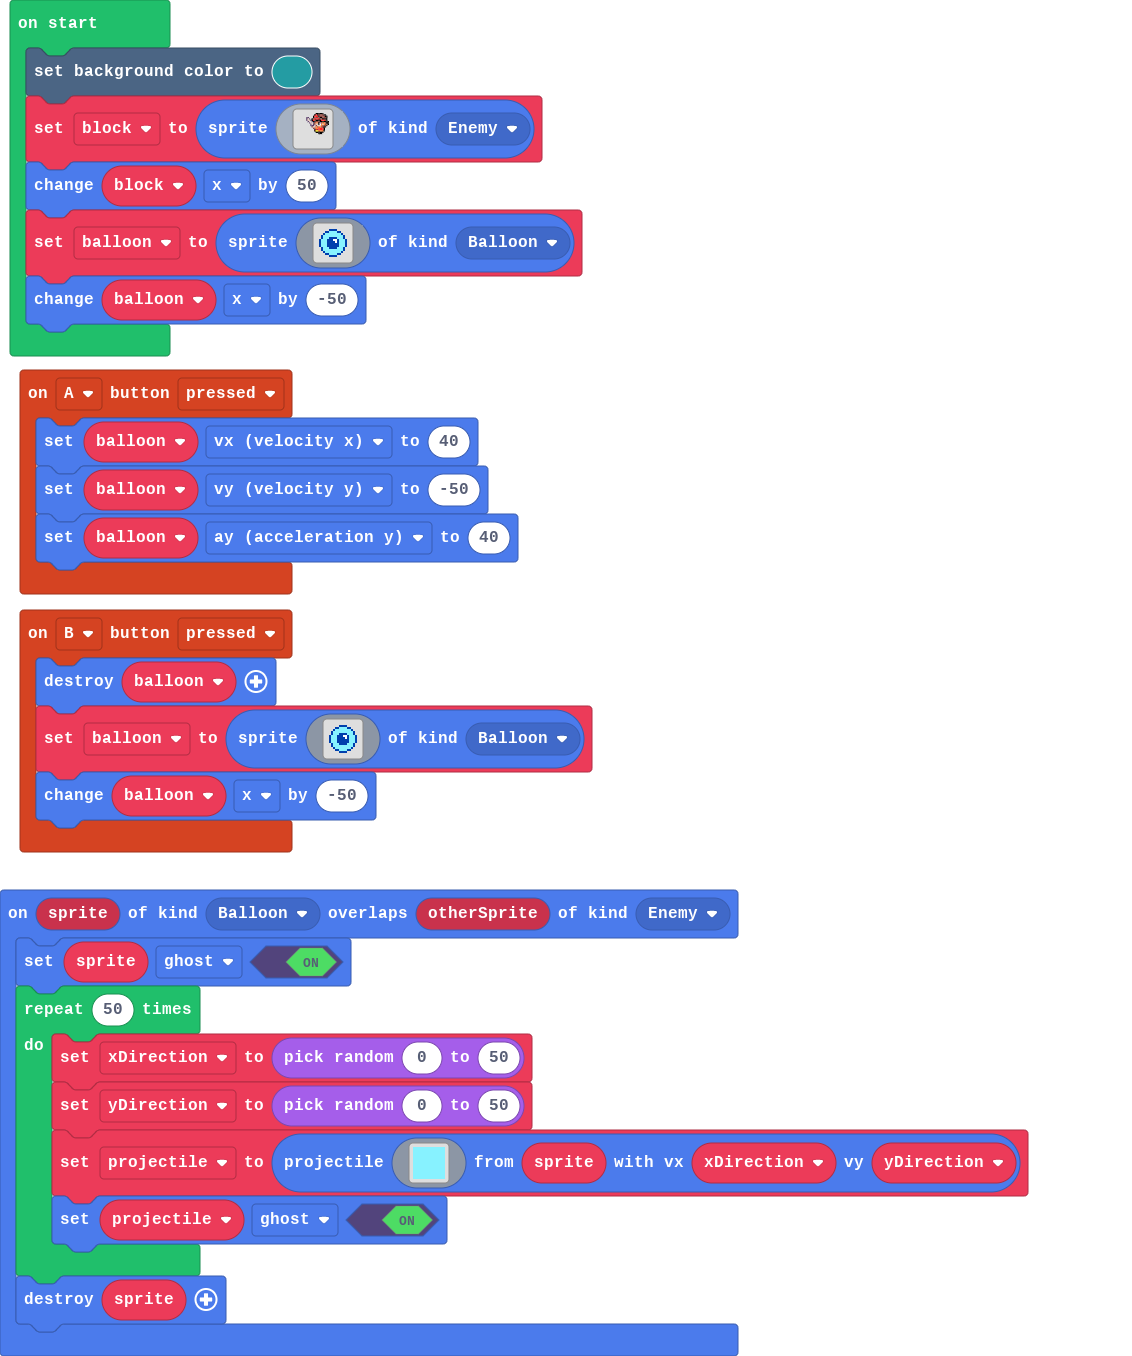 on start
set background color to
set block to sprite of kind Enemy
change block x by 50
set balloon to sprite of kind Balloon
change balloon x by -50
on A button pressed
set balloon vx (velocity x) to 40
set balloon vy (velocity y) to -50
set balloon ay (acceleration y) to 40
on B button pressed
destroy balloon
set balloon to sprite of kind Balloon
change balloon x by -50
on sprite of kind Balloon overlaps otherSprite of kind Enemy
set sprite ghost ON
repeat 50 times
do
set xDirection to pick random 0 to 50
set yDirection to pick random 0 to 50
set projectile to projectile from sprite with vx xDirection vy yDirection
set projectile ghost ON
destroy sprite